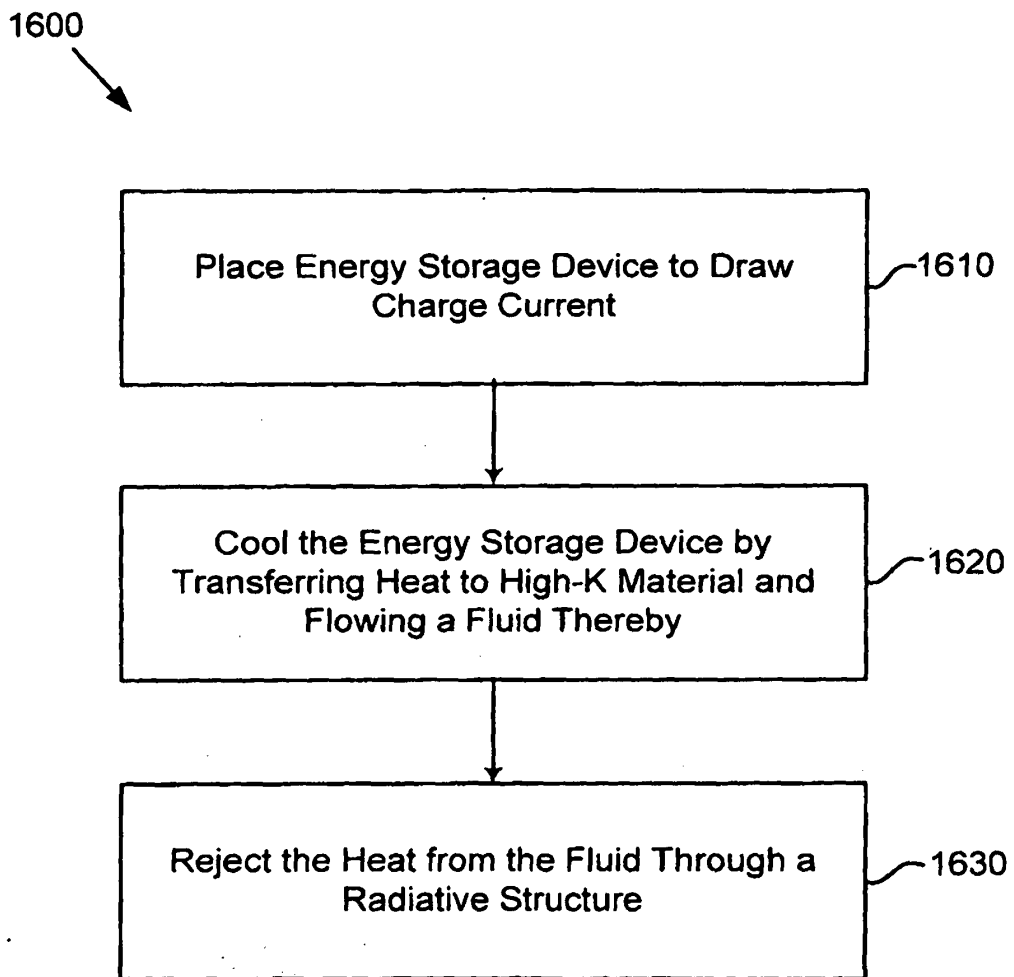 1600
Place Energy Storage Device to Draw
Charge Current
1610
Cool the Energy Storage Device by
Transferring Heat to High-K Material and
Flowing a Fluid Thereby
1620
Reject the Heat from the Fluid Through a
Radiative Structure
1630